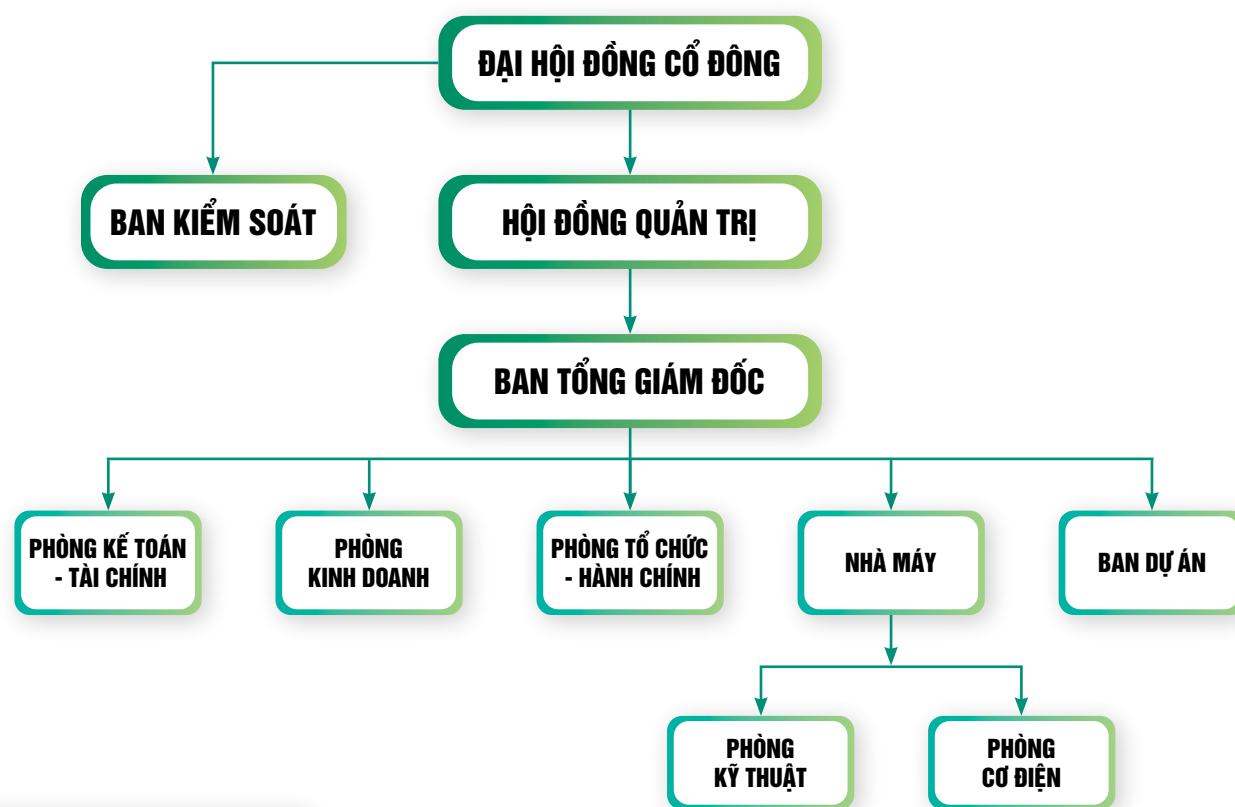 ĐẠI HỘI ĐỒNG CỔ ĐÔNG
BAN KIỂM SOÁT
HỘI ĐỒNG QUẢN TRỊ
BAN TỔNG GIÁM ĐỐC
PHÒNG KẾ TOÁN
- TÀI CHÍNH
PHÒNG
KINH DOANH
PHÒNG TỔ CHỨC
- HÀNH CHÍNH
NHÀ MÁY
BAN DỰ ÁN
PHÒNG
KỸ THUẬT
PHÒNG
CƠ ĐIỆN